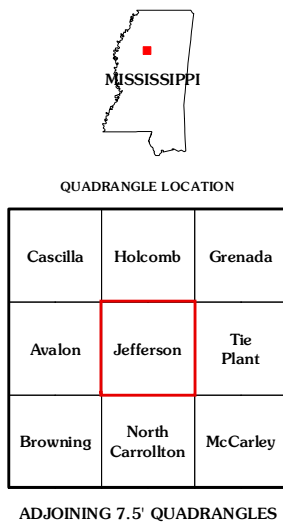 MISSISSIPPI
QUADRANGLE LOCATION
Cascilla
Holcomb
Grenada
Avalon
Jefferson
Tie
Plant
Browning
North
Carrollton
McCarley
ADJOINING 7.5' QUADRANGLES